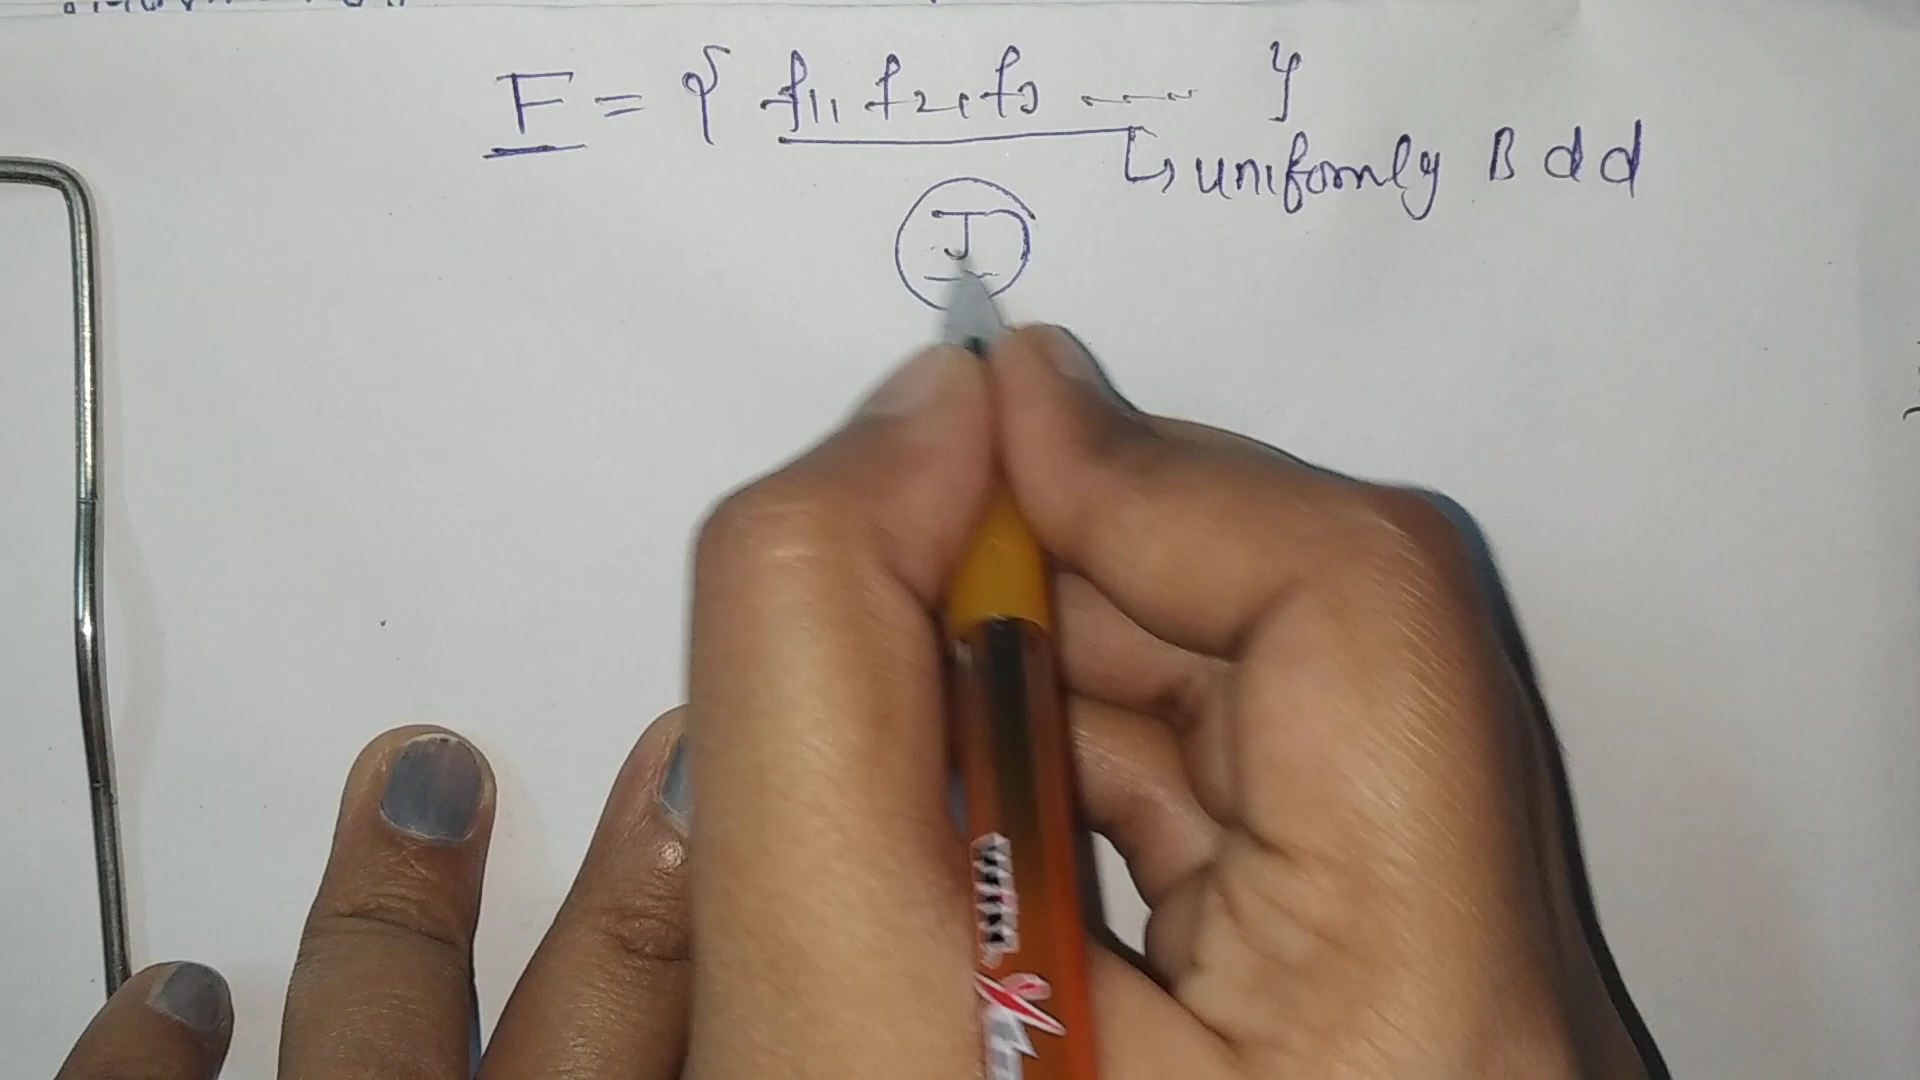 F = { f1, f2, f3 ---- }
↳ uniformly Bdd
J